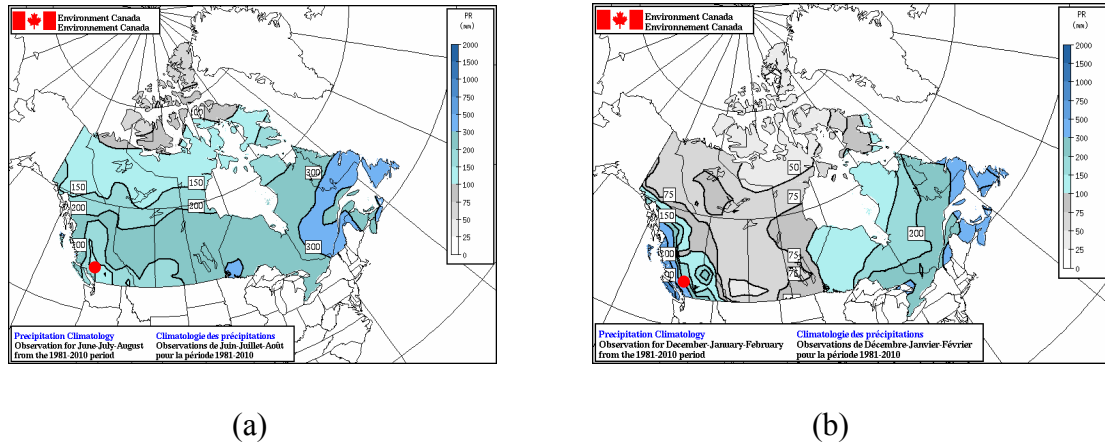 Environment Canada
Environnement Canada
PR
(mm)
2000
1500
1000
500
300
200
150
100
75
50
25
0
150
150
200
200
300
300
Precipitation Climatology
Observation for June-July-August
from the 1981-2010 period
Climatologie des précipitations
Observations de Juin-Juillet-Août
pour la période 1981-2010
(a)
Environment Canada
Environnement Canada
PR
(mm)
2000
1500
1000
500
300
200
150
100
75
50
25
0
50
75
75
150
75
75
200
Precipitation Climatology
Observation for December-January-February
from the 1981-2010 period
Climatologie des précipitations
Observations de Décembre-Janvier-Février
pour la période 1981-2010
(b)